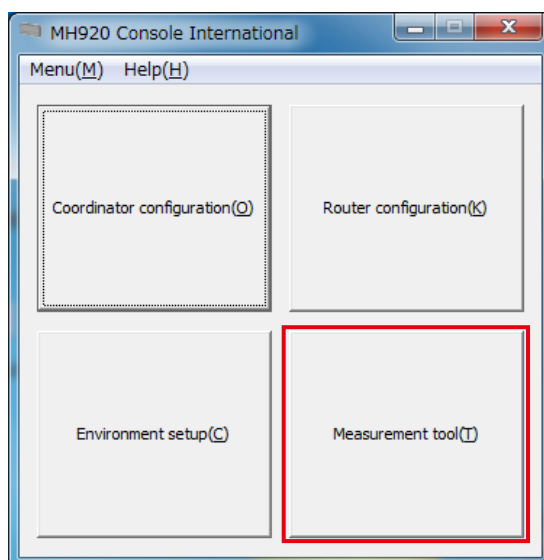 MH920 Console International
Menu(M) Help(H)
Coordinator configuration(O)
Router configuration(K)
Environment setup(C)
Measurement tool(T)